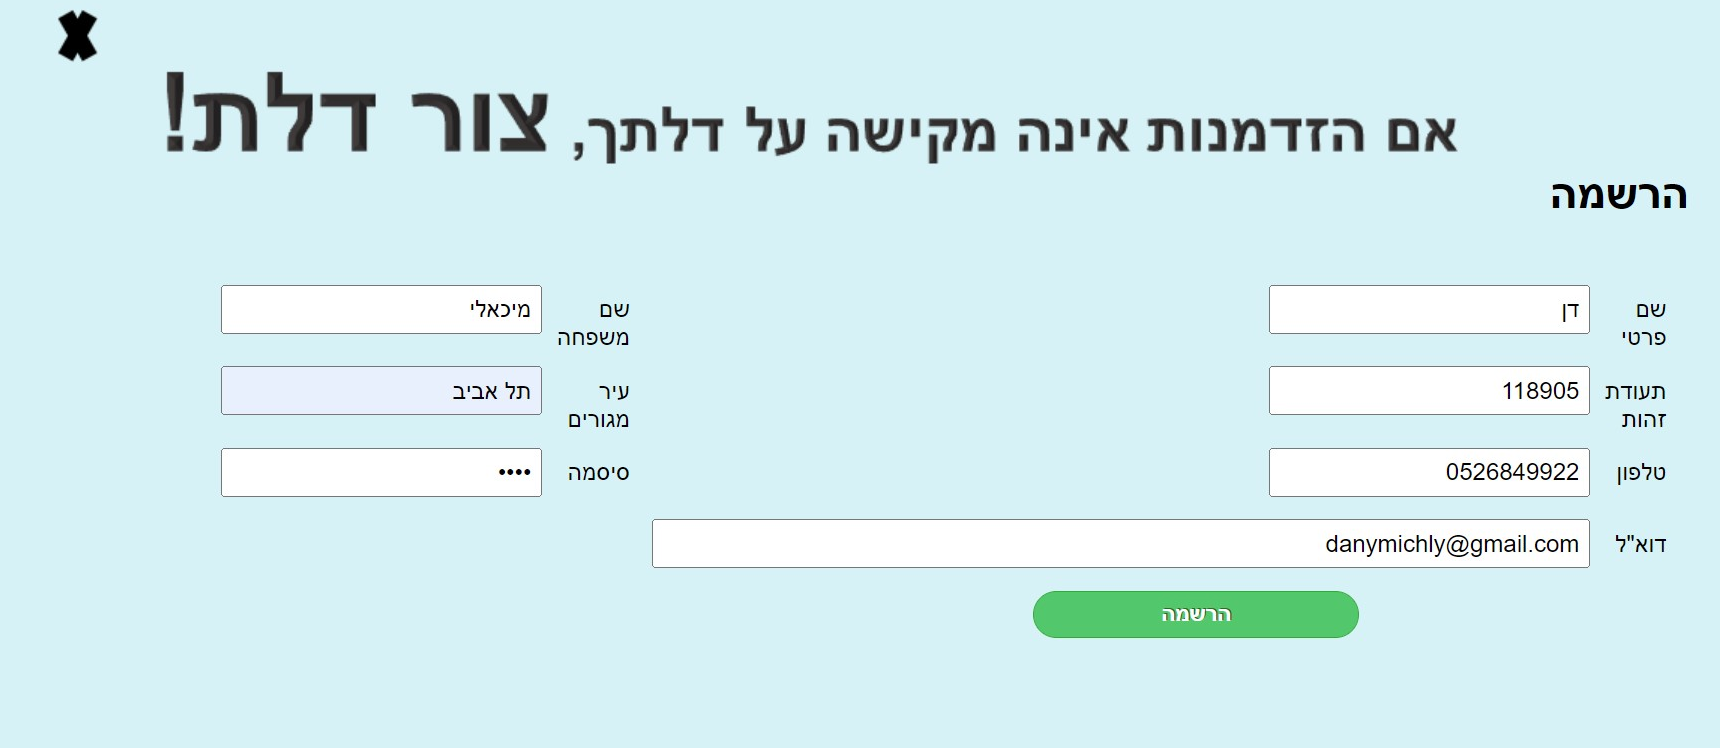 אם הזדמנות אינה מקישה על דלתך, צור דלת!
הרשמה
שם פרטי
דן
שם משפחה
מיכאלי
תעודת זהות
118905
עיר מגורים
תל אביב
טלפון
0526849922
סיסמה
••••
דוא"ל
danymichly@gmail.com
הרשמה